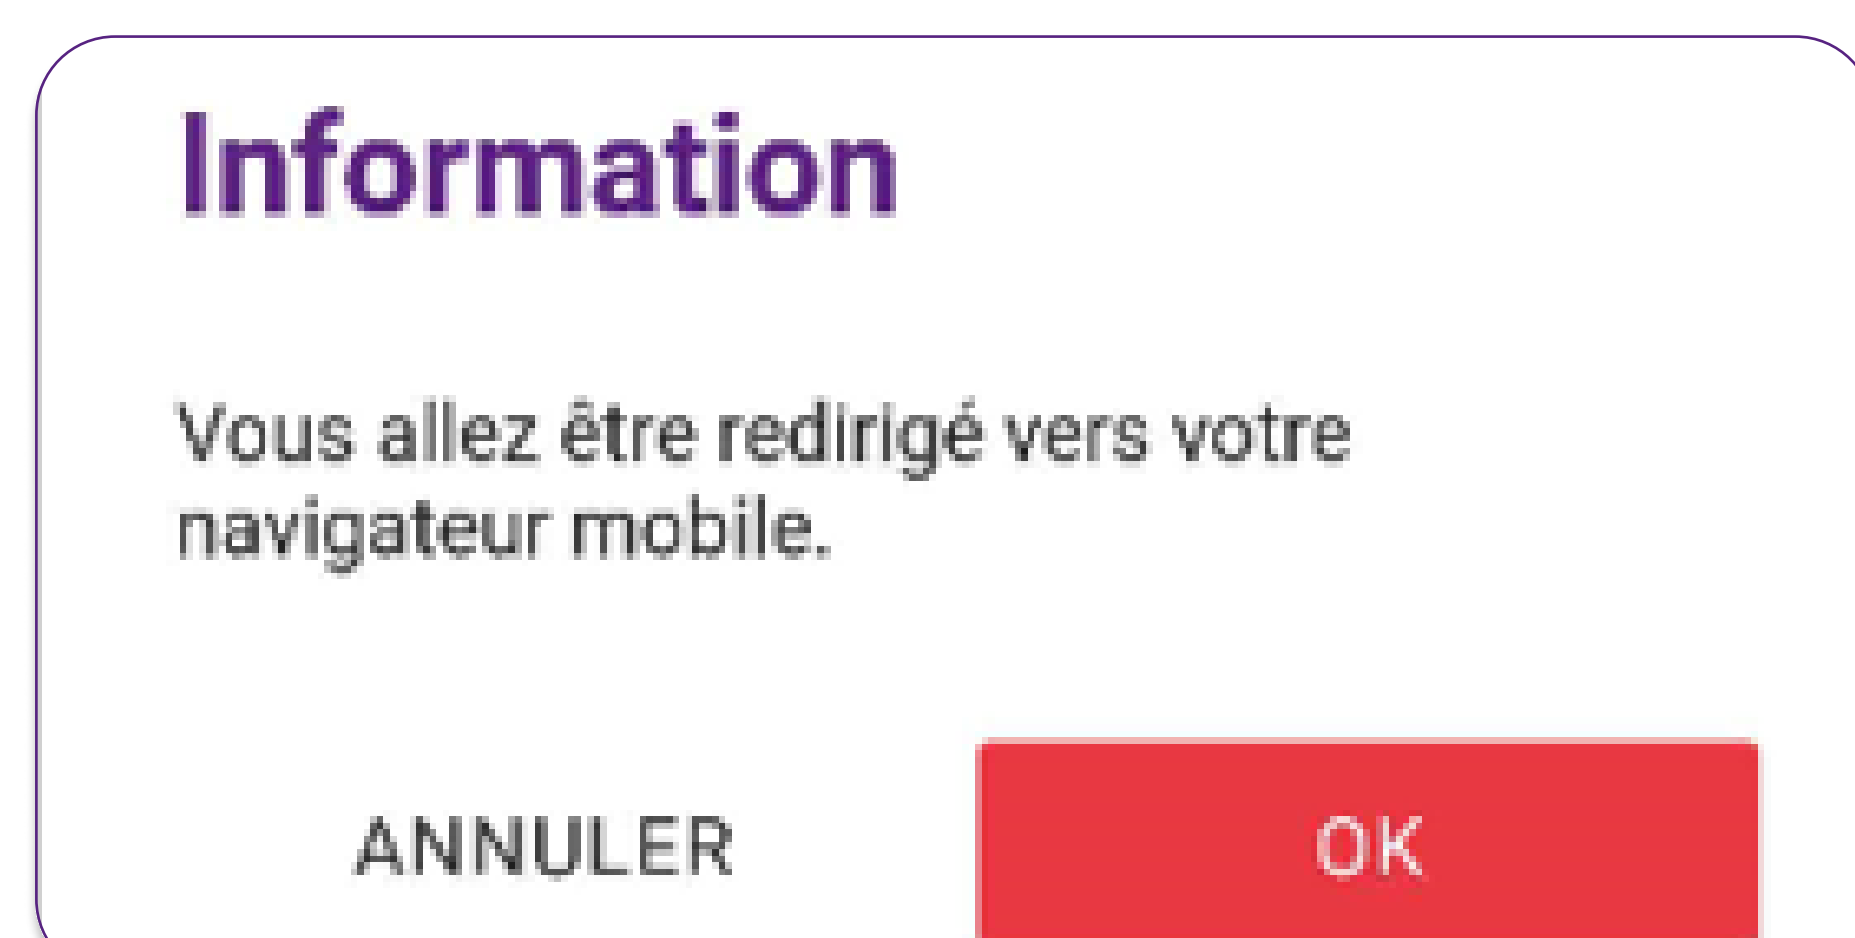 Information
Vous allez être redirigé vers votre
navigateur mobile.
ANNULER OK